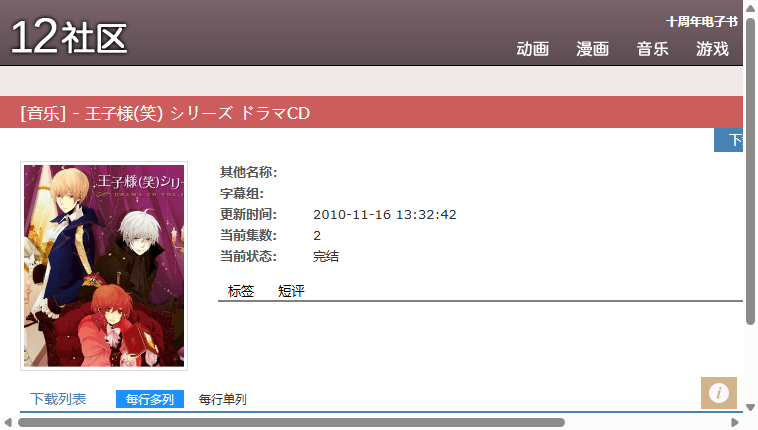 12社区
十周年电子书
动画 漫画 音乐 游戏
[音乐] - 王子様(笑) シリーズ ドラマCD
王子様(笑)シリ
其他名称:
字幕组:
更新时间: 2010-11-16 13:32:42
当前集数: 2
当前状态: 完结
标签 短评
下载列表 每行多列 每行单列